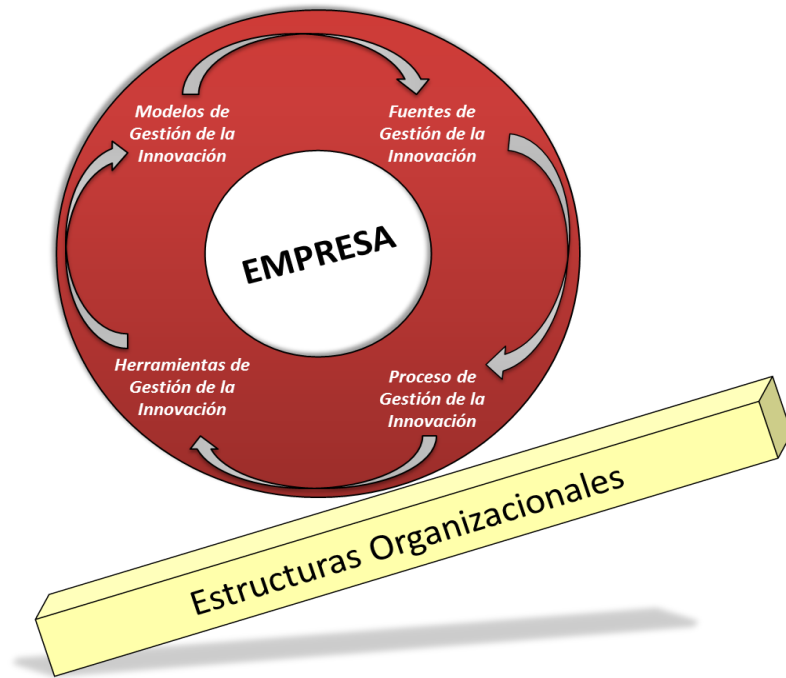 Modelos de
Gestión de la
Innovación
Fuentes de
Gestión de la
Innovación
EMPRESA
Herramientas de
Gestión de la
Innovación
Proceso de
Gestión de la
Innovación
Estructuras Organizacionales